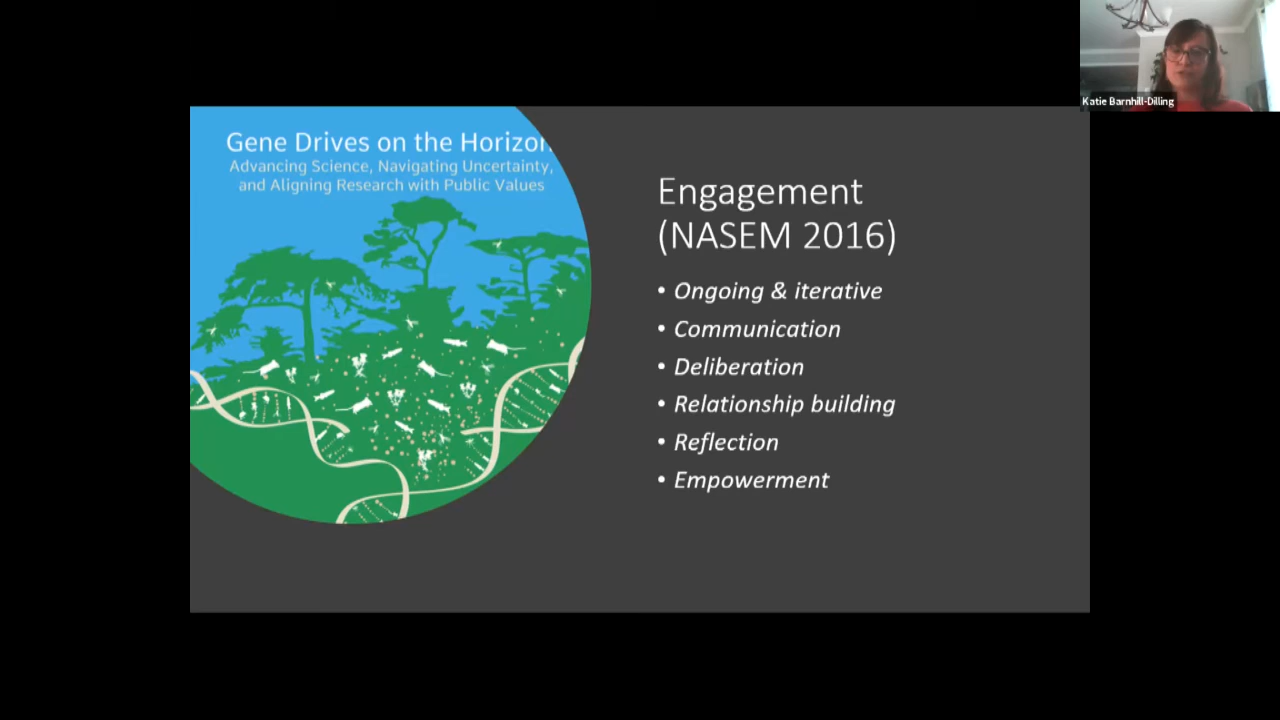 Katie Barnhill-Dilling
Gene Drives on the Horizon
Advancing Science, Navigating Uncertainty,
and Aligning Research with Public Values
Engagement
(NASEM 2016)
• Ongoing & iterative
• Communication
• Deliberation
• Relationship building
• Reflection
• Empowerment